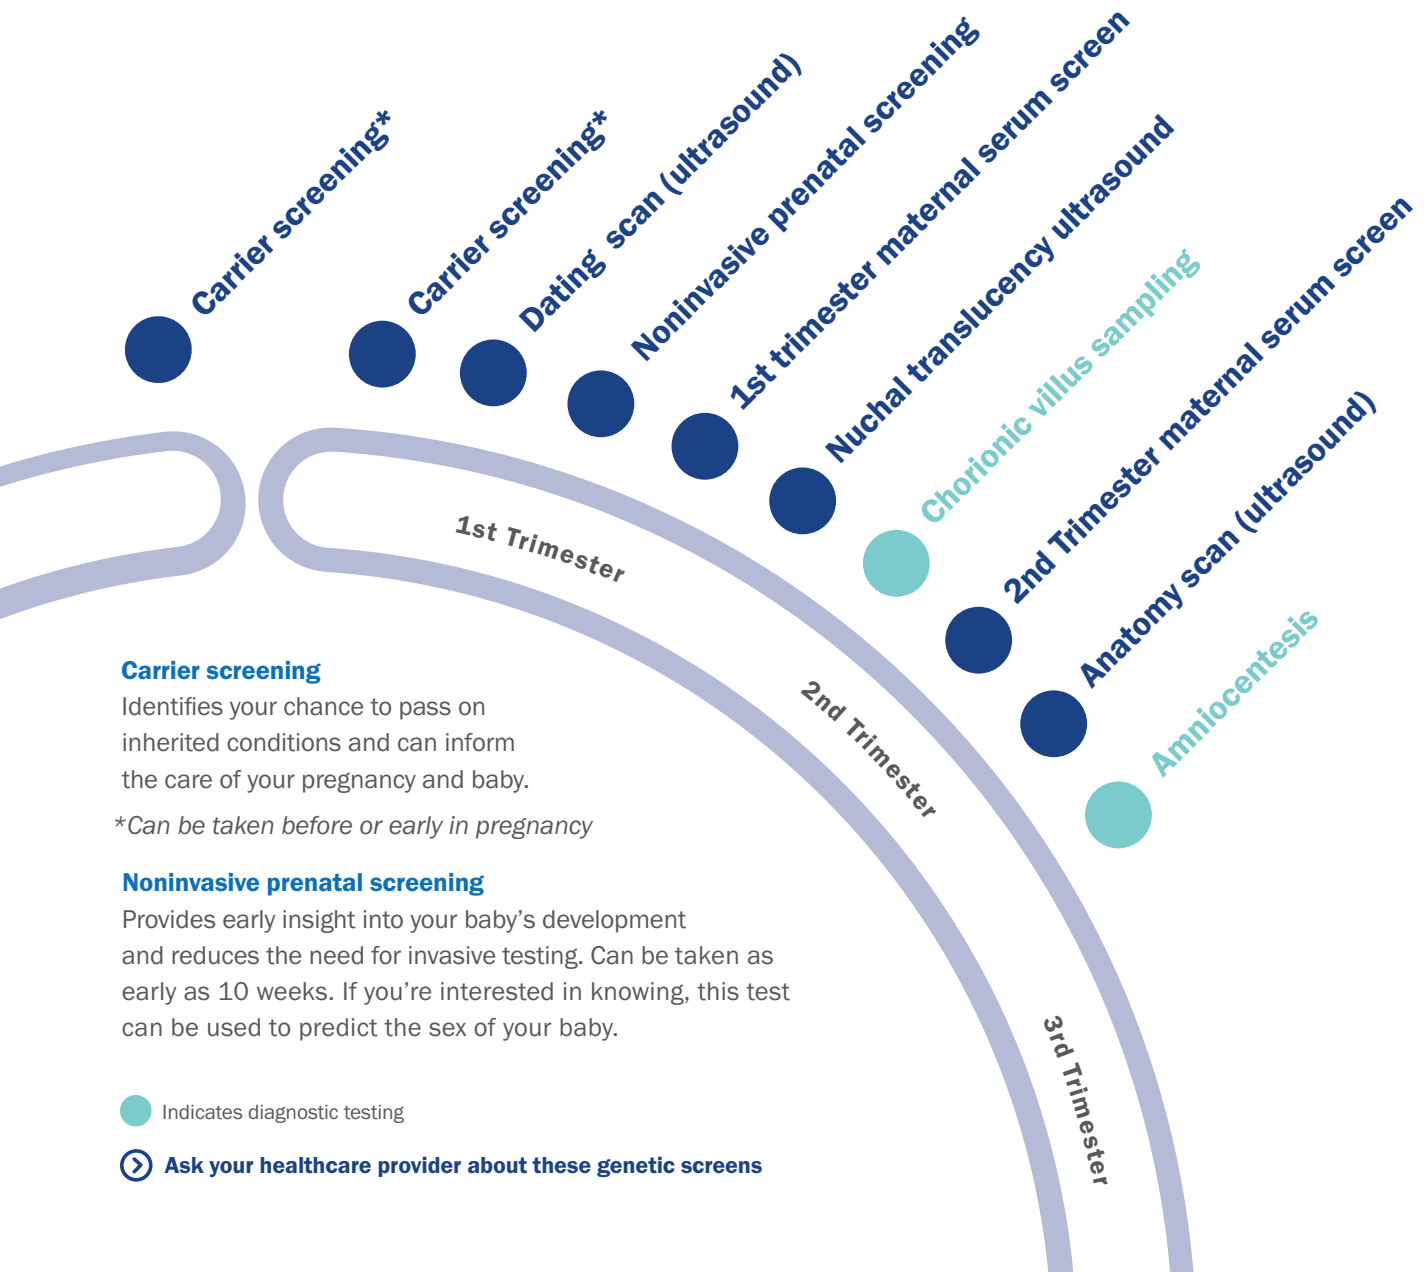 Carrier screening*
Carrier screening*
Dating scan (ultrasound)
Noninvasive prenatal screening
1st trimester maternal serum screen
Nuchal translucency ultrasound
Chorionic villus sampling
2nd Trimester maternal serum screen
Anatomy scan (ultrasound)
Amniocentesis
1st Trimester
2nd Trimester
3rd Trimester
Carrier screening
Identifies your chance to pass on
inherited conditions and can inform
the care of your pregnancy and baby.
*Can be taken before or early in pregnancy
Noninvasive prenatal screening
Provides early insight into your baby’s development
and reduces the need for invasive testing. Can be taken as
early as 10 weeks. If you’re interested in knowing, this test
can be used to predict the sex of your baby.
Indicates diagnostic testing
Ask your healthcare provider about these genetic screens